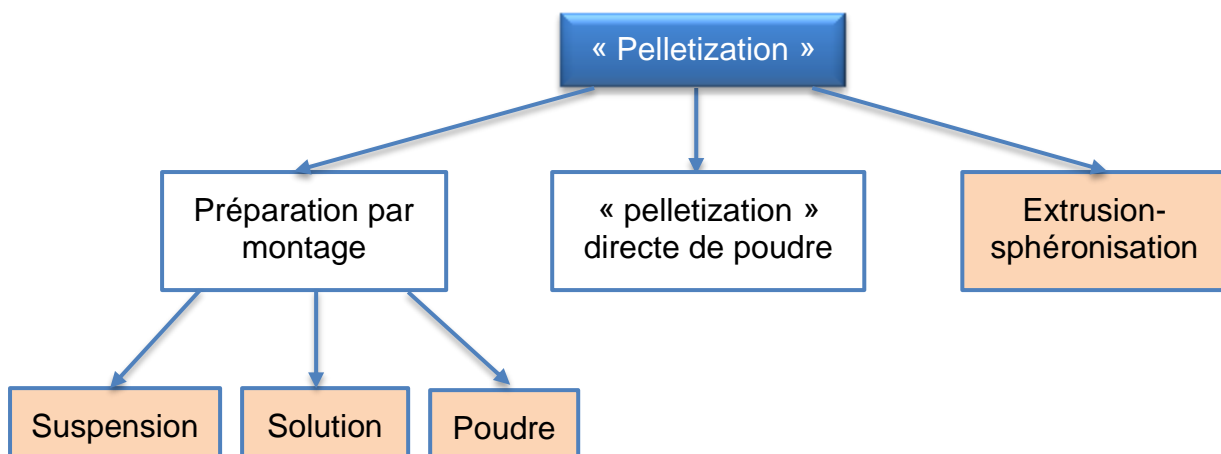 « Pelletization »
Préparation par
montage
« pelletization »
directe de poudre
Extrusion-
sphéronisation
Suspension
Solution
Poudre